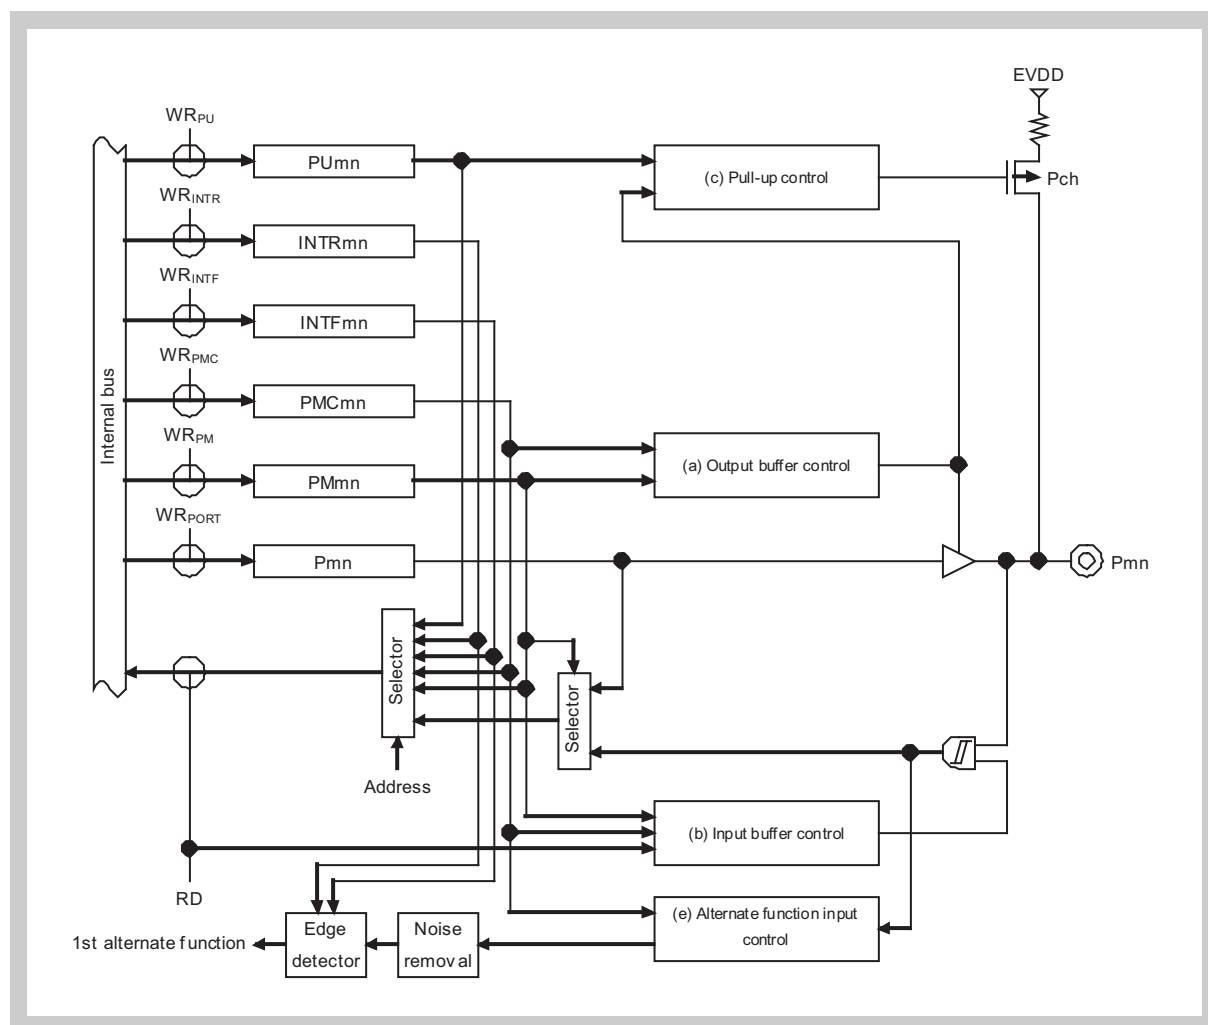 EVDD
WRPU
PUmn
(c) Pull-up control
Pch
WRINTR
INTRmn
WRINTF
INTFmn
WRPMC
PMCmn
Internal bus
WRPM
PMmn
(a) Output buffer control
WRPORT
Pmn
Pmn
Selector
Selector
Address
(b) Input buffer control
RD
(e) Alternate function input
control
1st alternate function
Edge
detector
Noise
removal